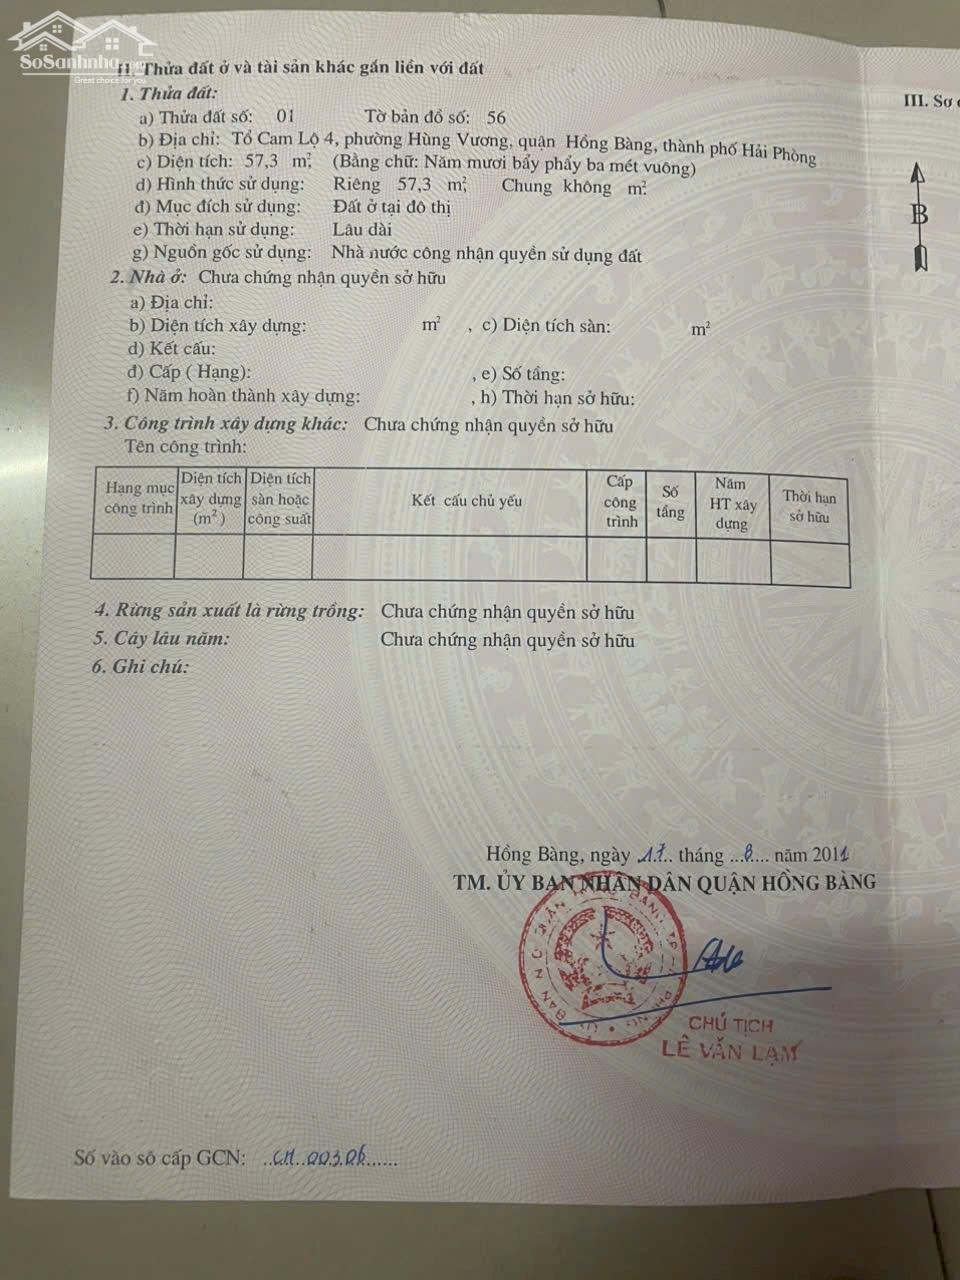 SoSanhnha.com
Great choice for you
II. Thửa đất ở và tài sản khác gắn liền với đất
1. Thửa đất:
a) Thửa đất số: 01 Tờ bản đồ số: 56
b) Địa chỉ: Tổ Cam Lộ 4, phường Hùng Vương, quận Hồng Bàng, thành phố Hải Phòng
c) Diện tích: 57,3 m², (Bằng chữ: Năm mươi bẩy phẩy ba mét vuông)
d) Hình thức sử dụng: Riêng 57,3 m², Chung không m².
đ) Mục đích sử dụng: Đất ở tại đô thị
e) Thời hạn sử dụng: Lâu dài
g) Nguồn gốc sử dụng: Nhà nước công nhận quyền sử dụng đất
2. Nhà ở: Chưa chứng nhận quyền sở hữu
a) Địa chỉ:
b) Diện tích xây dựng: m² , c) Diện tích sàn: m²
d) Kết cấu:
đ) Cấp ( Hạng): , e) Số tầng:
f) Năm hoàn thành xây dựng: , h) Thời hạn sở hữu:
3. Công trình xây dựng khác: Chưa chứng nhận quyền sở hữu
Tên công trình:
Hạng mục công trình Diện tích xây dựng (m²) Diện tích sàn hoặc công suất Kết cấu chủ yếu Cấp công trình Số tầng Năm HT xây dựng Thời hạn sở hữu
4. Rừng sản xuất là rừng trồng: Chưa chứng nhận quyền sở hữu
5. Cây lâu năm: Chưa chứng nhận quyền sở hữu
6. Ghi chú:
Hồng Bàng, ngày .17.. tháng ...8.... năm 2011
TM. ỦY BAN NHÂN DÂN QUẬN HỒNG BÀNG
CHỦ TỊCH
LÊ VĂN LẠM
Số vào sổ cấp GCN: ..CH..00306......
III. Sơ
B